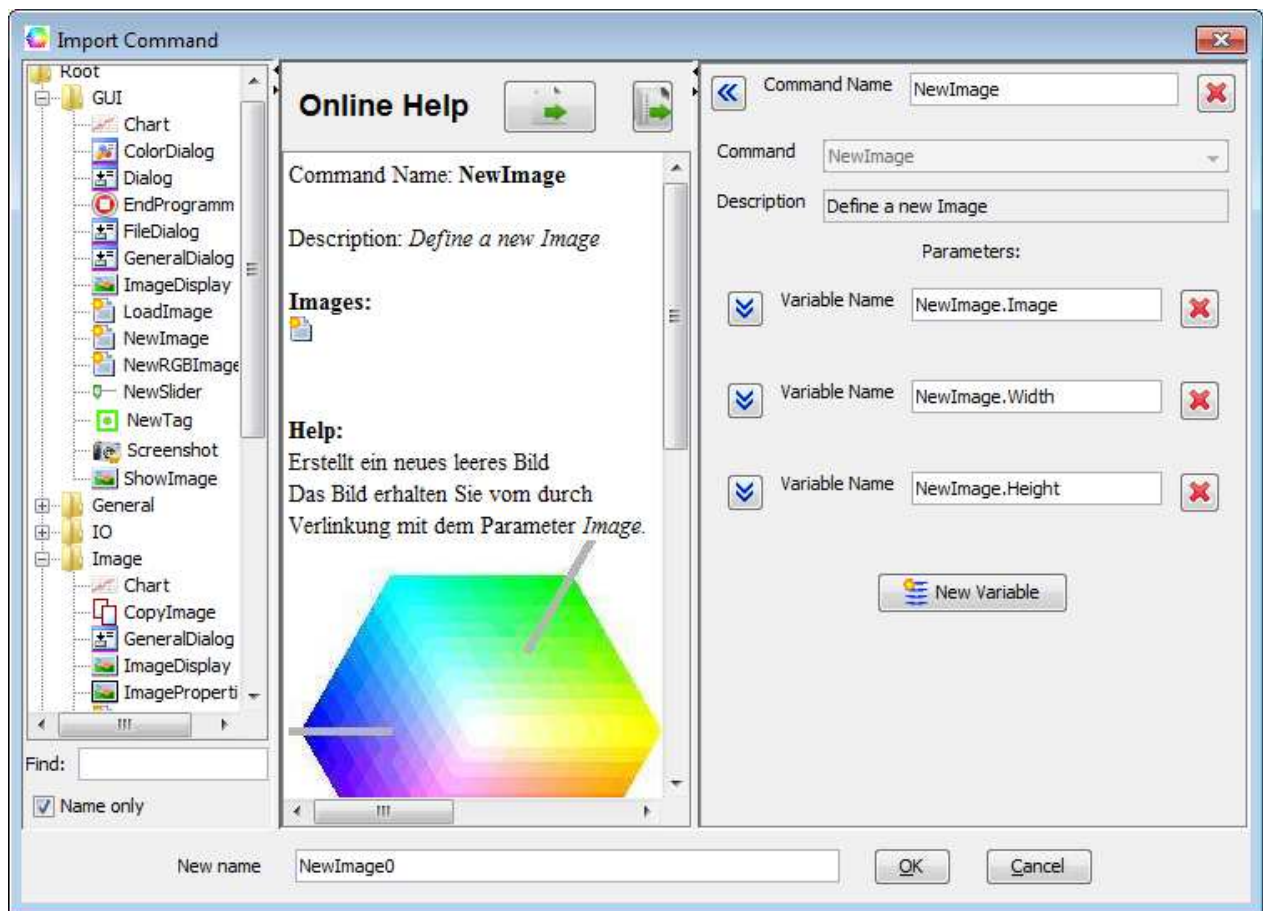 Import Command
Root
GUI
Chart
ColorDialog
Dialog
EndProgramm
FileDialog
GeneralDialog
ImageDisplay
LoadImage
NewImage
NewRGBImage
NewSlider
NewTag
Screenshot
ShowImage
General
IO
Image
Chart
CopyImage
GeneralDialog
ImageDisplay
ImageProperti
Find:
Name only
Online Help
Command Name: NewImage
Description: Define a new Image
Images:
Help:
Erstellt ein neues leeres Bild
Das Bild erhalten Sie vom durch
Verlinkung mit dem Parameter Image.
Command Name NewImage
Command NewImage
Description Define a new Image
Parameters:
Variable Name NewImage.Image
Variable Name NewImage.Width
Variable Name NewImage.Height
New Variable
New name NewImage0 OK Cancel